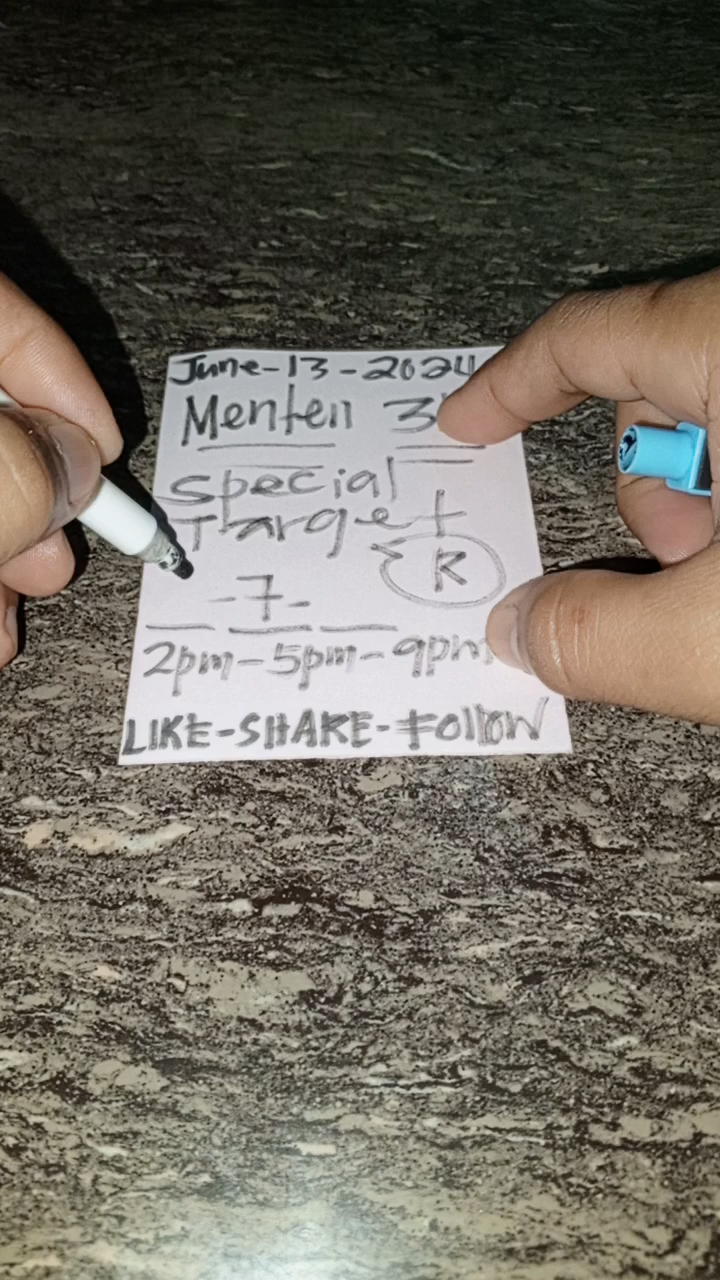 June-13-2024
Menten 3
Special
Target
R
-7-
2pm-5pm-9pm
LIKE-SHARE-Follow